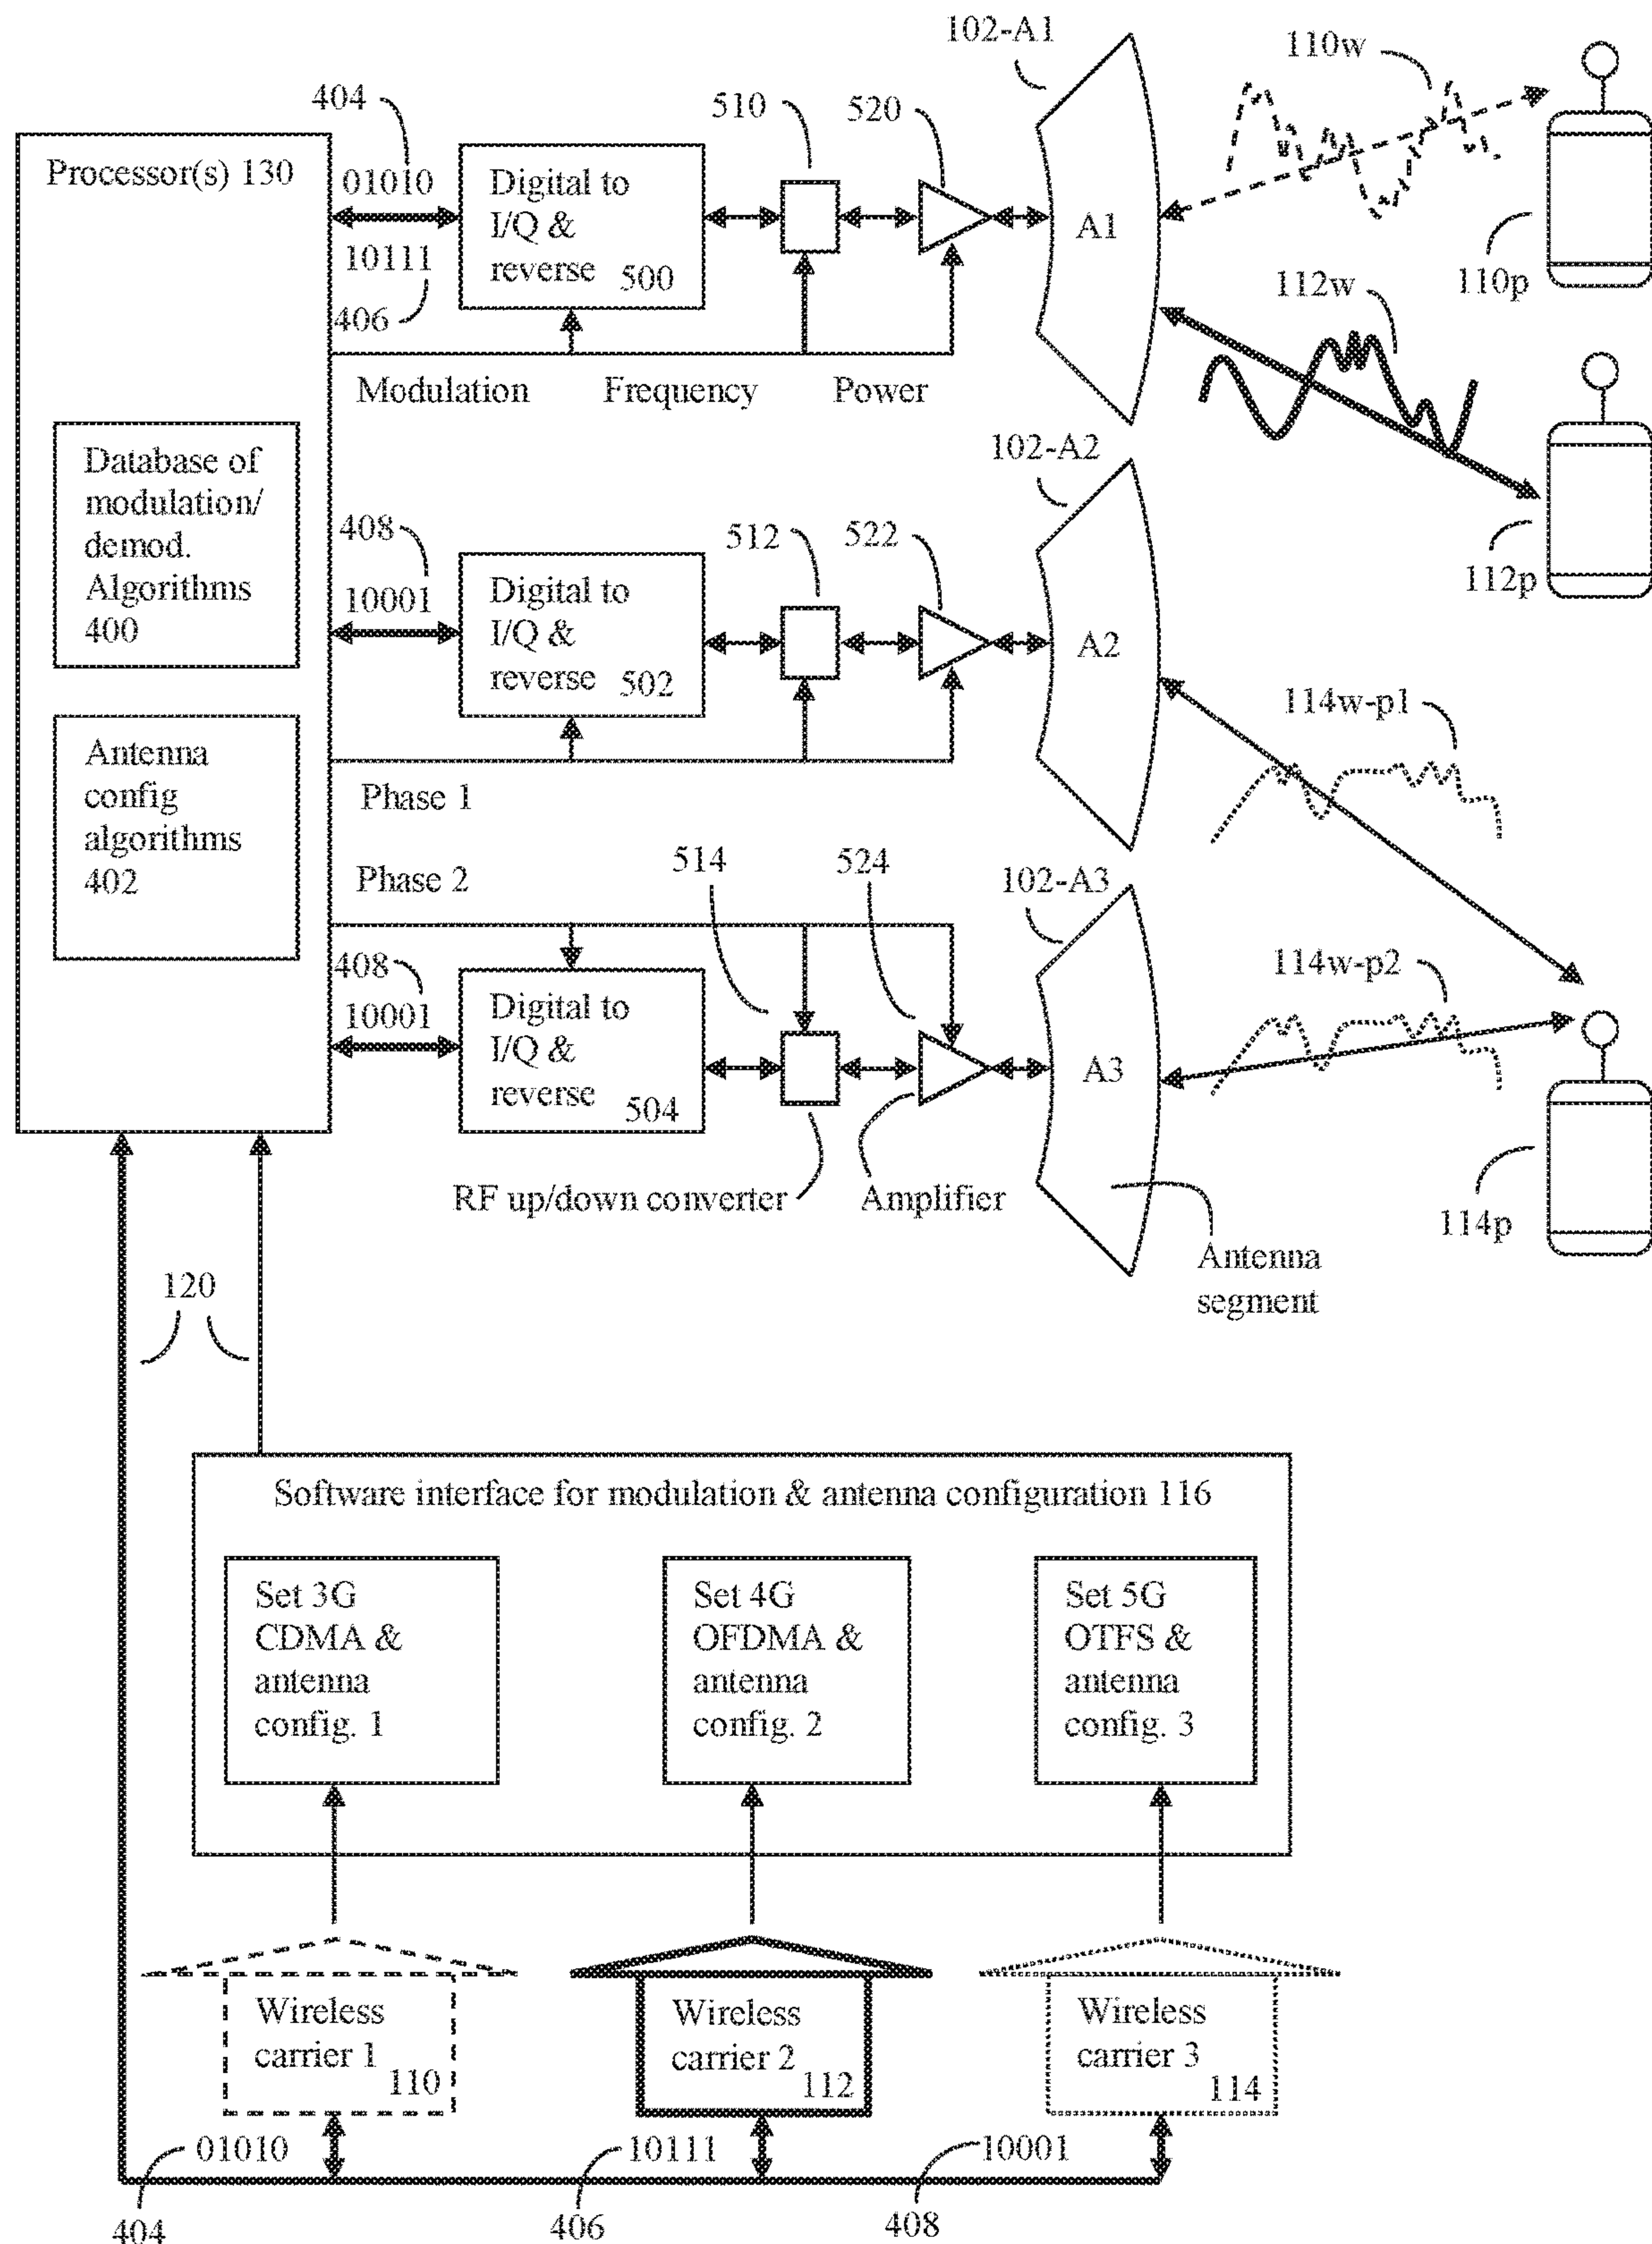 102-A1
110w
404
510
520
Processor(s) 130
01010
Digital to
I/Q &
reverse 500
A1
10111
406
110p
112w
Modulation
Frequency
Power
102-A2
Database of
modulation/
demod.
Algorithms
400
408
512
522
10001
Digital to
I/Q &
reverse 502
A2
112p
114w-p1
Antenna
config
algorithms
402
Phase 1
Phase 2
514
524
102-A3
408
10001
Digital to
I/Q &
reverse 504
A3
114w-p2
RF up/down converter
Amplifier
114p
Antenna
segment
120
Software interface for modulation & antenna configuration 116
Set 3G
CDMA &
antenna
config. 1
Set 4G
OFDMA &
antenna
config. 2
Set 5G
OTFS &
antenna
config. 3
Wireless
carrier 1
110
Wireless
carrier 2
112
Wireless
carrier 3
114
01010
10111
10001
404
406
408